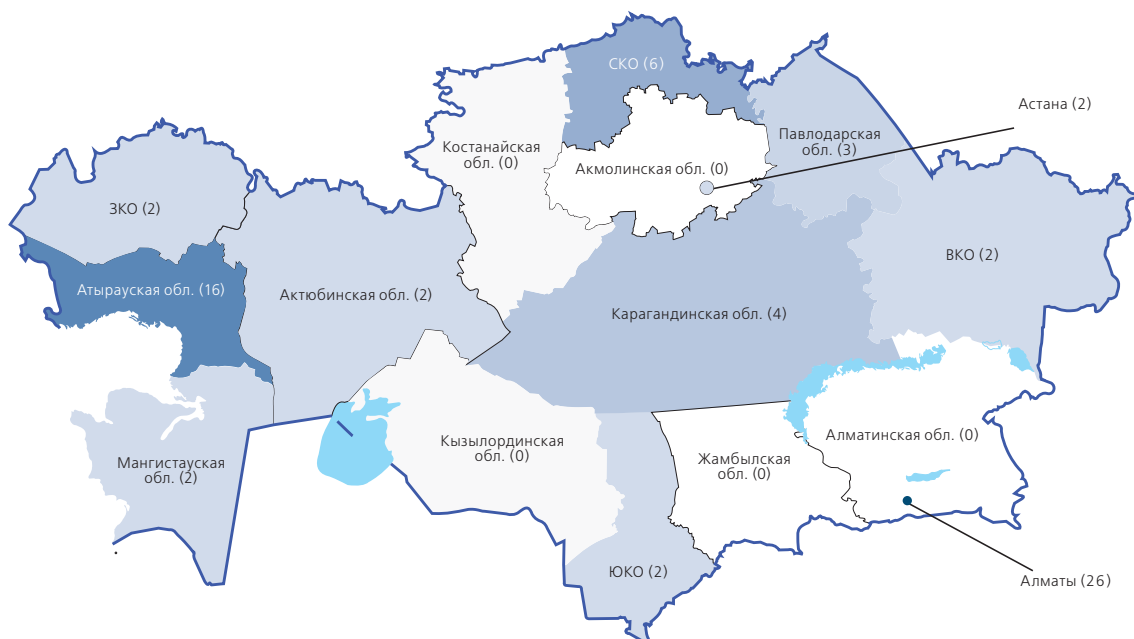 СКО (6)
Астана (2)
Павлодарская
обл. (3)
Костанайская
обл. (0)
Акмолинская обл. (0)
ЗКО (2)
ВКО (2)
Атырауская обл. (16)
Актюбинская обл. (2)
Карагандинская обл. (4)
Алматинская обл. (0)
Кызылординская
обл. (0)
Жамбылская
обл. (0)
Мангистауская
обл. (2)
ЮКО (2)
Алматы (26)